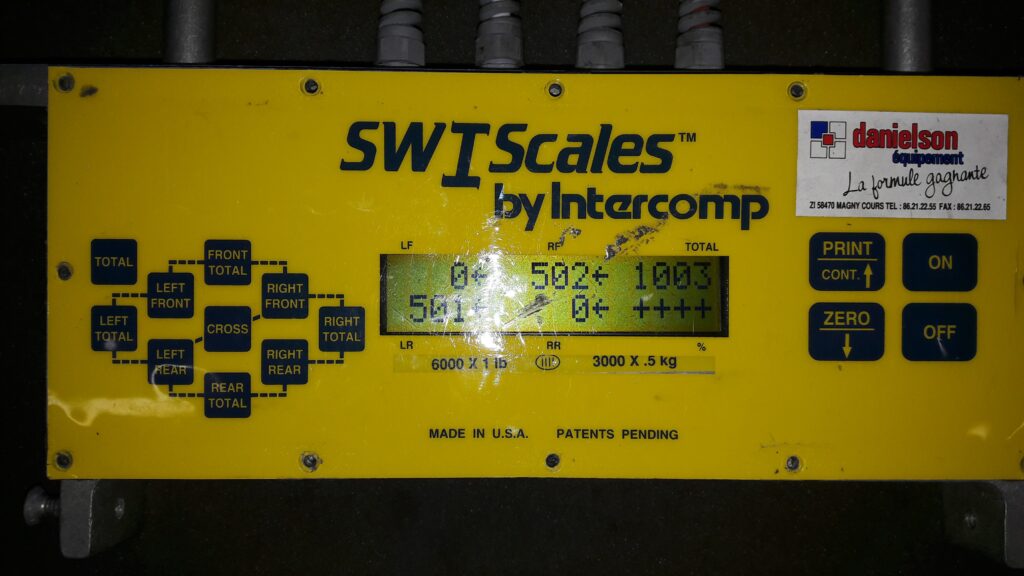 SWI Scales™
by Intercomp
danielson
équipement
La formule gagnante
ZI 58470 MAGNY COURS TEL : 86.21.22.55 FAX : 86.21.22.65
TOTAL
FRONT
TOTAL
LEFT
FRONT
RIGHT
FRONT
LEFT
TOTAL
CROSS
RIGHT
TOTAL
LEFT
REAR
RIGHT
REAR
REAR
TOTAL
LF RF TOTAL
0← 502← 1003
501← 0← ++++
LR RR %
6000 X 1 lb 3000 X .5 kg
PRINT
CONT. ↑
ON
ZERO
↓
OFF
MADE IN U.S.A. PATENTS PENDING